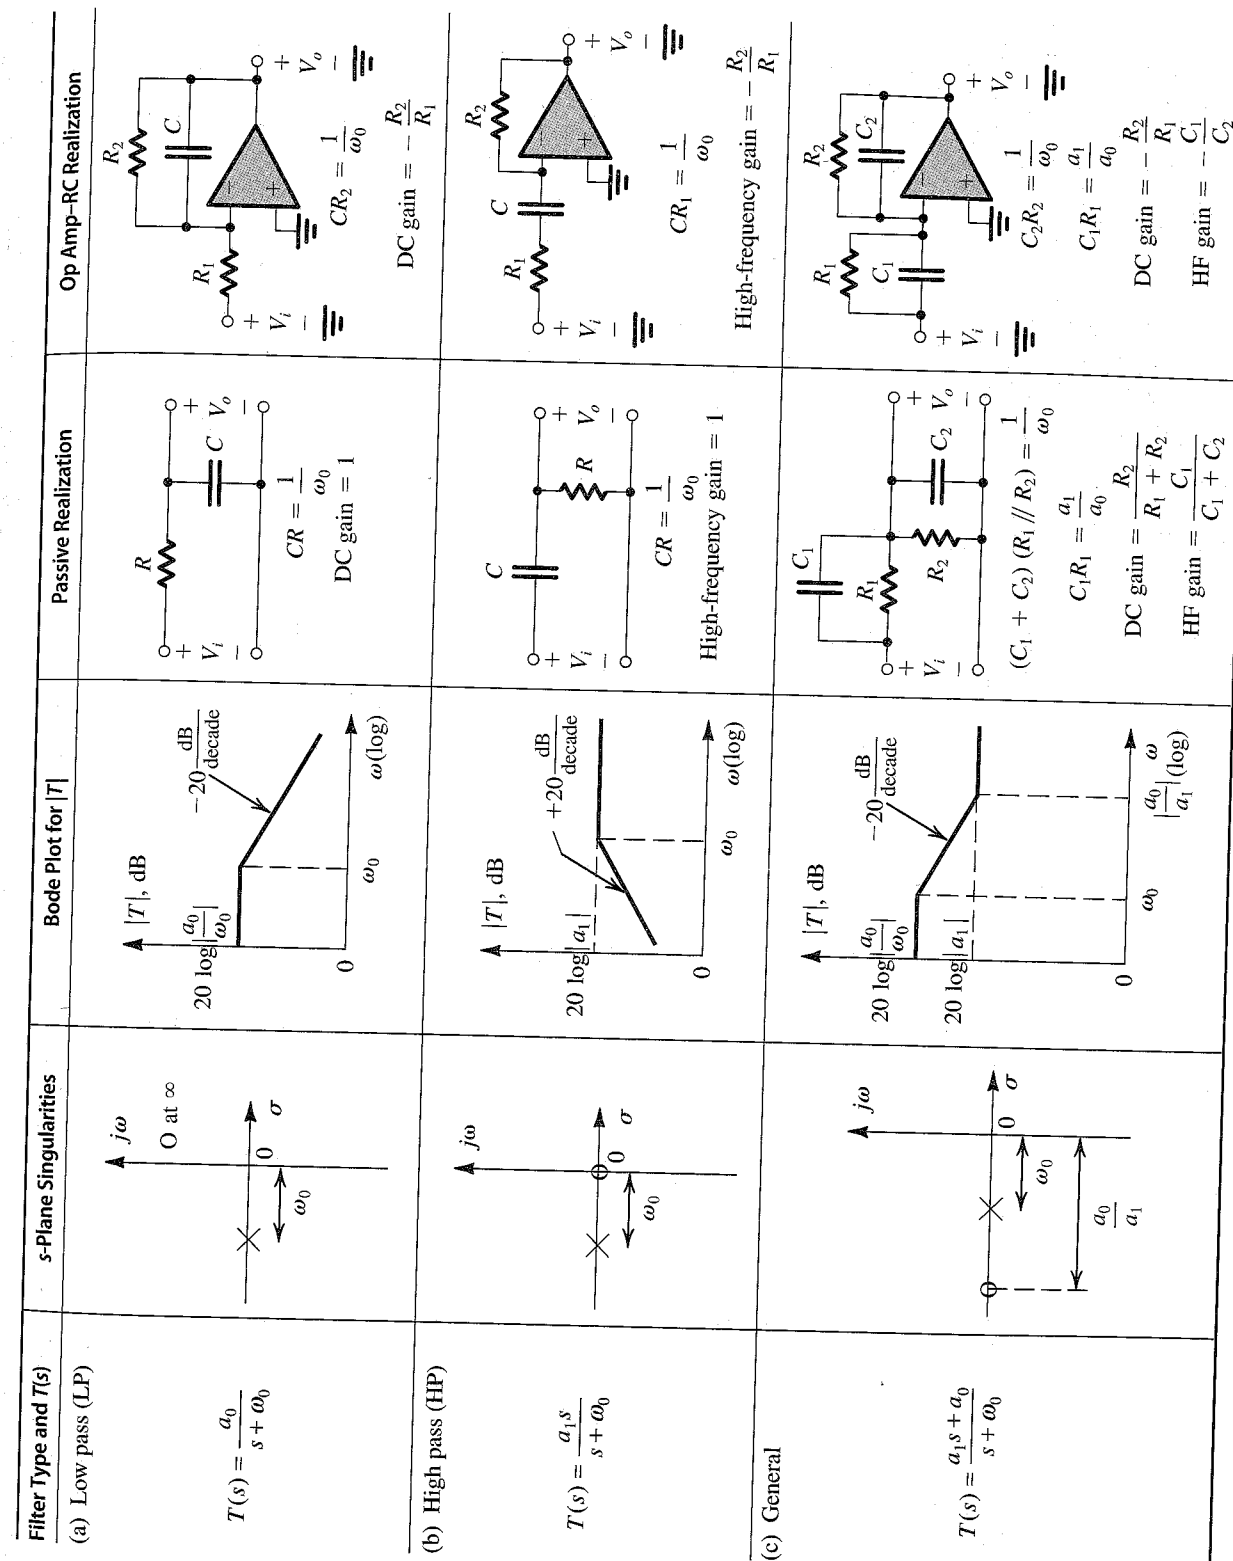 Filter Type and T(s)
s-Plane Singularities
Bode Plot for |T|
Passive Realization
Op Amp–RC Realization
(a) Low pass (LP)
T(s) = a₀ / (s + ω₀)
jω
O at ∞
σ
0
ω₀
|T|, dB
20 log|a₀/ω₀|
−20 dB/decade
0
ω₀
ω(log)
R
C
+ Vᵢ −
+ Vₒ −
CR = 1/ω₀
DC gain = 1
R₁
R₂
C
−
+
+ Vᵢ −
+ Vₒ −
CR₂ = 1/ω₀
DC gain = − R₂/R₁
(b) High pass (HP)
T(s) = a₁s / (s + ω₀)
jω
σ
0
ω₀
|T|, dB
20 log|a₁|
+20 dB/decade
0
ω₀
ω(log)
C
R
+ Vᵢ −
+ Vₒ −
CR = 1/ω₀
High-frequency gain = 1
R₁
C
R₂
−
+
+ Vᵢ −
+ Vₒ −
CR₁ = 1/ω₀
High-frequency gain = − R₂/R₁
(c) General
T(s) = (a₁s + a₀) / (s + ω₀)
jω
σ
0
ω₀
a₀/a₁
|T|, dB
20 log|a₀/ω₀|
20 log|a₁|
−20 dB/decade
0
ω₀
|a₀/a₁|
ω (log)
C₁
R₁
R₂
C₂
+ Vᵢ −
+ Vₒ −
(C₁ + C₂) (R₁ // R₂) = 1/ω₀
C₁R₁ = a₁/a₀
DC gain = R₂ / (R₁ + R₂)
HF gain = C₁ / (C₁ + C₂)
R₁
C₁
R₂
C₂
−
+
+ Vᵢ −
+ Vₒ −
C₂R₂ = 1/ω₀
C₁R₁ = a₁/a₀
DC gain = − R₂/R₁
HF gain = − C₁/C₂